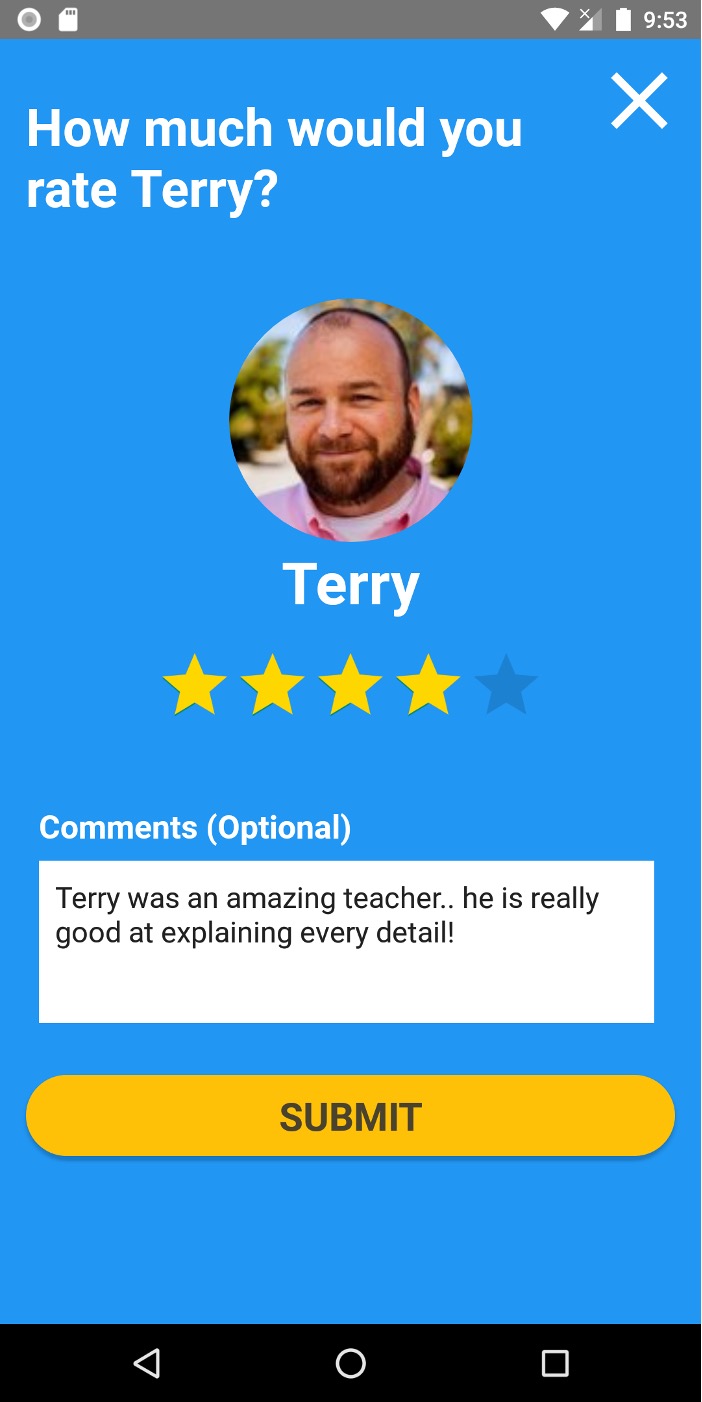 9:53
How much would you
rate Terry?
Terry
Comments (Optional)
Terry was an amazing teacher.. he is really
good at explaining every detail!
SUBMIT